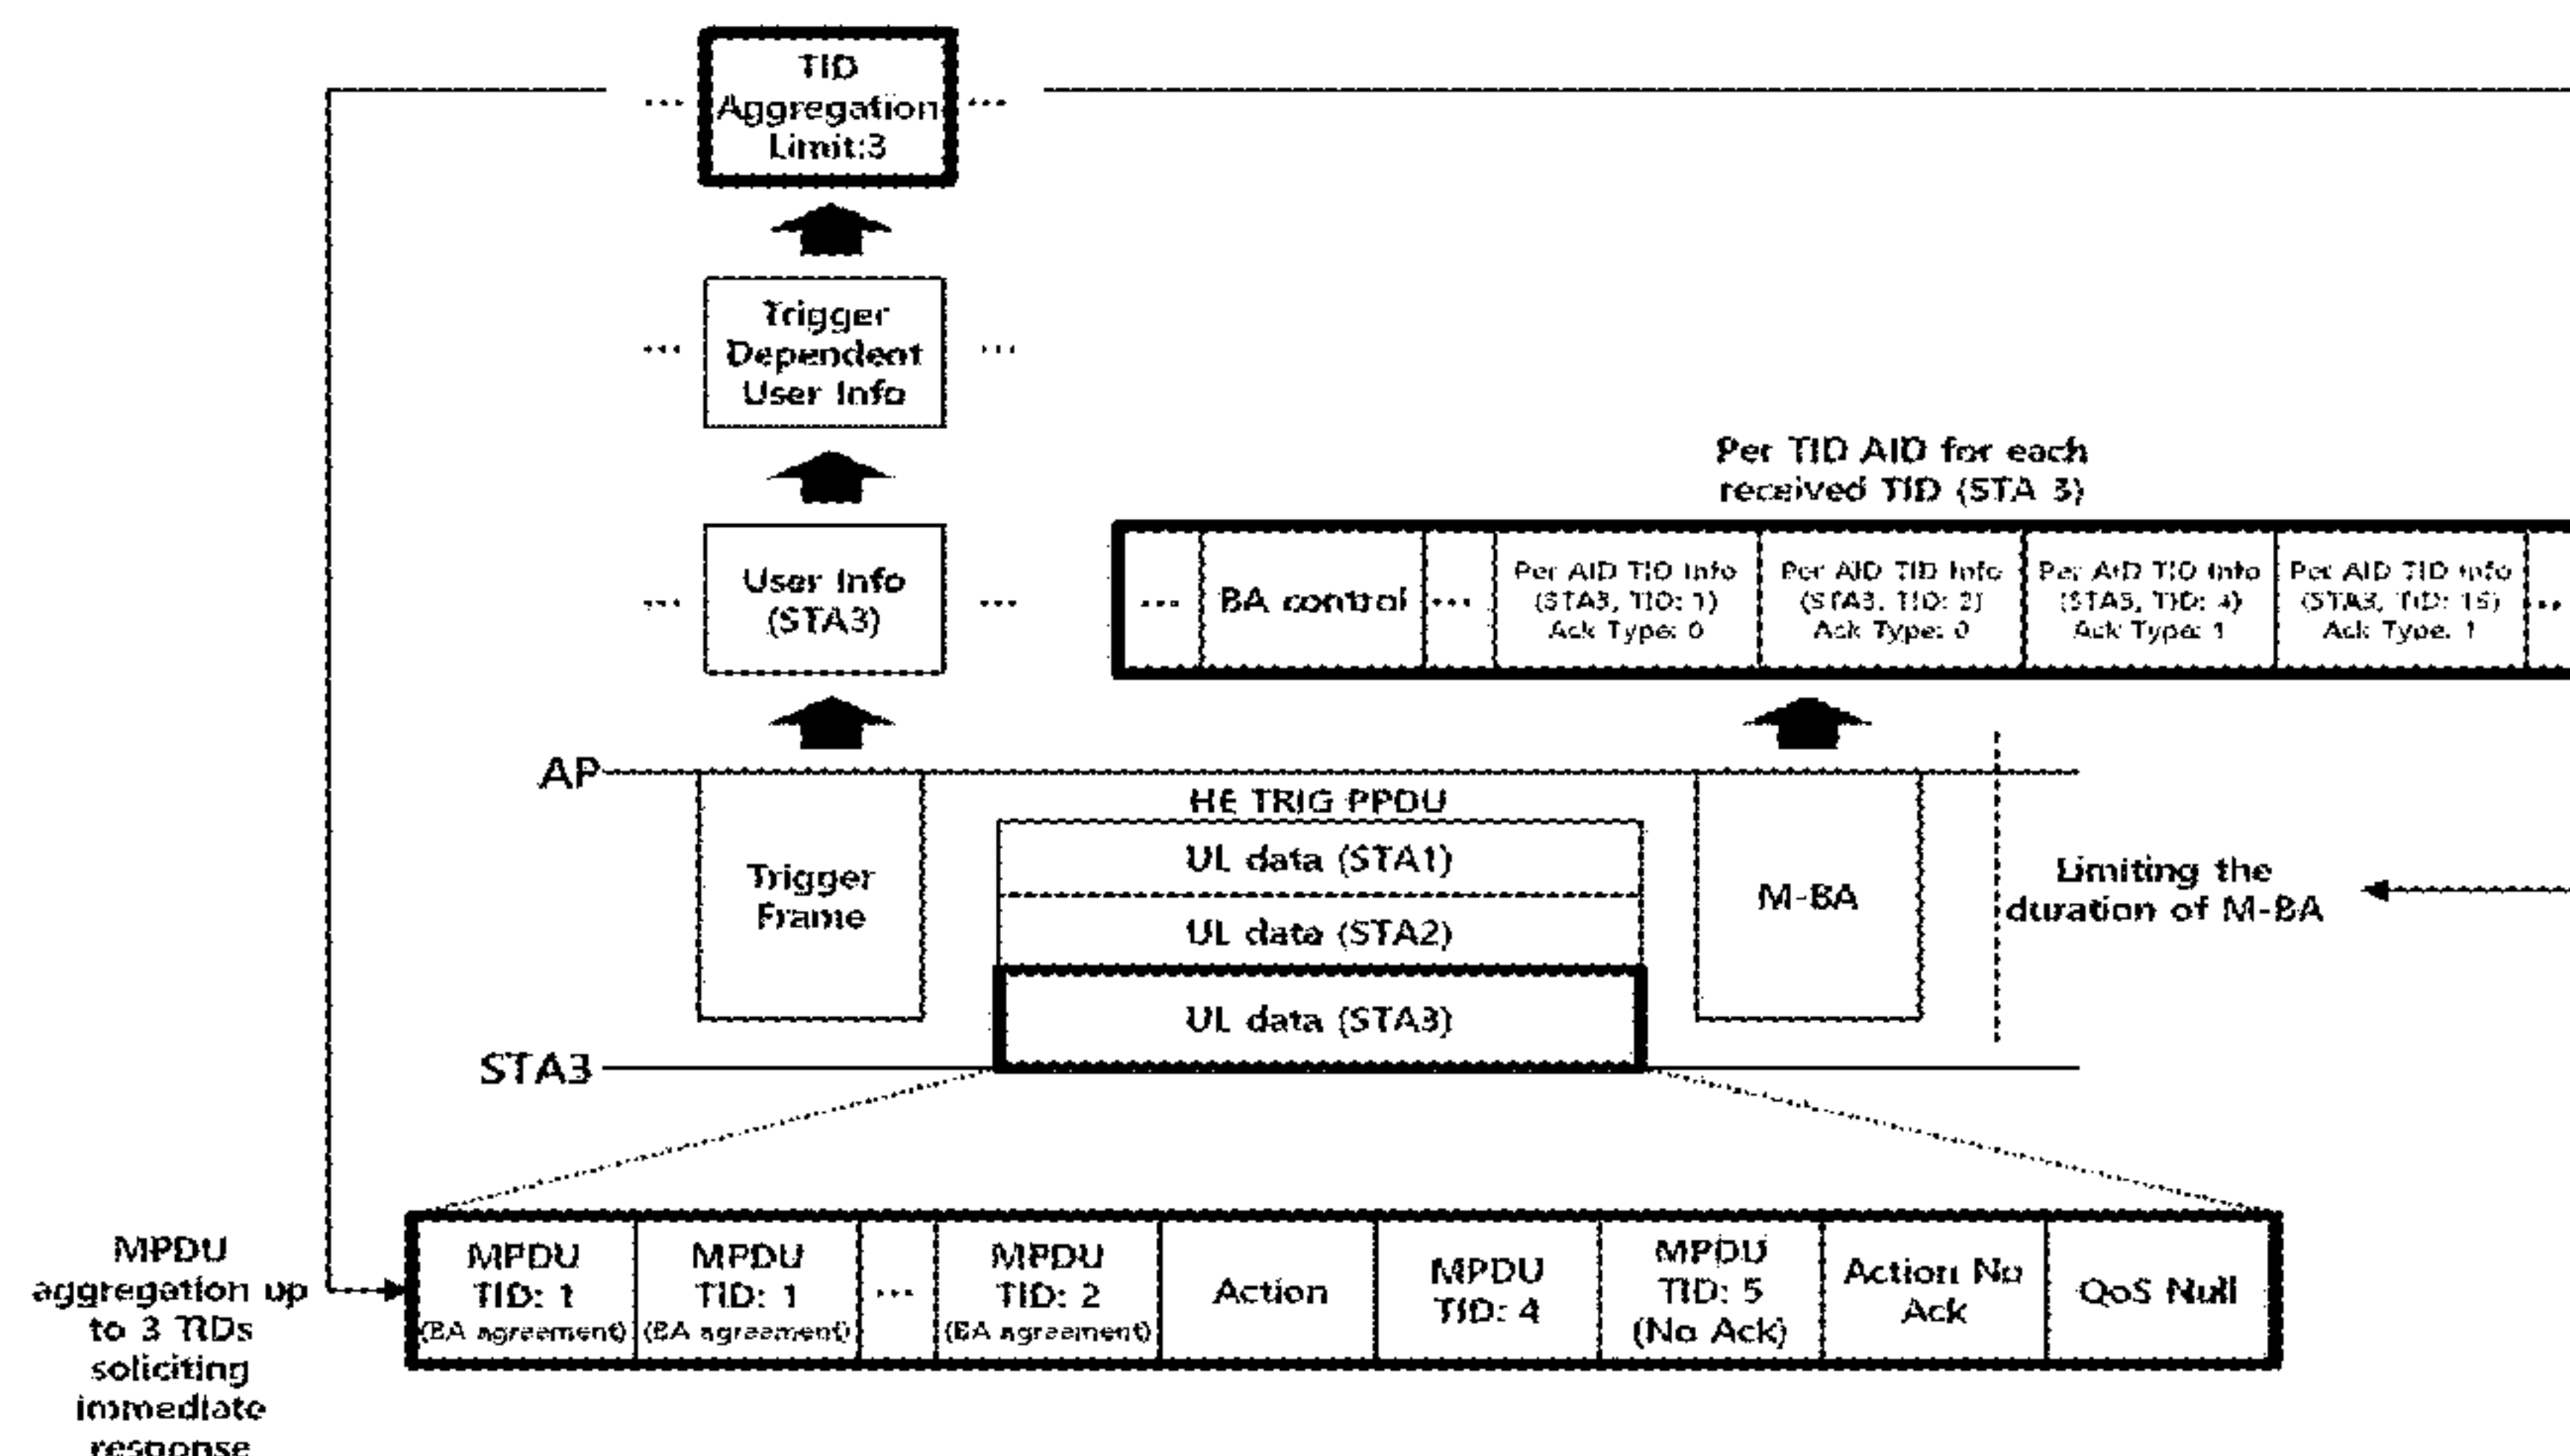 TID
Aggregation
Limit:3
...
...
Trigger
Dependent
User Info
...
...
Per TID AID for each
received TID (STA 3)
User Info
(STA3)
...
...
...
BA control
...
Per AID TID Info
(STA3, TID: 1)
Ack Type: 0
Per AID TID Info
(STA3, TID: 2)
Ack Type: 0
Per AID TID Info
(STA3, TID: 4)
Ack Type: 1
Per AID TID Info
(STA3, TID: 15)
Ack Type: 1
...
AP
Trigger
Frame
HE TRIG PPDU
UL data (STA1)
UL data (STA2)
UL data (STA3)
M-BA
Limiting the
duration of M-BA
STA3
MPDU
aggregation up
to 3 TIDs
soliciting
immediate
response
MPDU
TID: 1
(BA agreement)
MPDU
TID: 1
(BA agreement)
...
MPDU
TID: 2
(BA agreement)
Action
MPDU
TID: 4
MPDU
TID: 5
(No Ack)
Action No
Ack
QoS Null